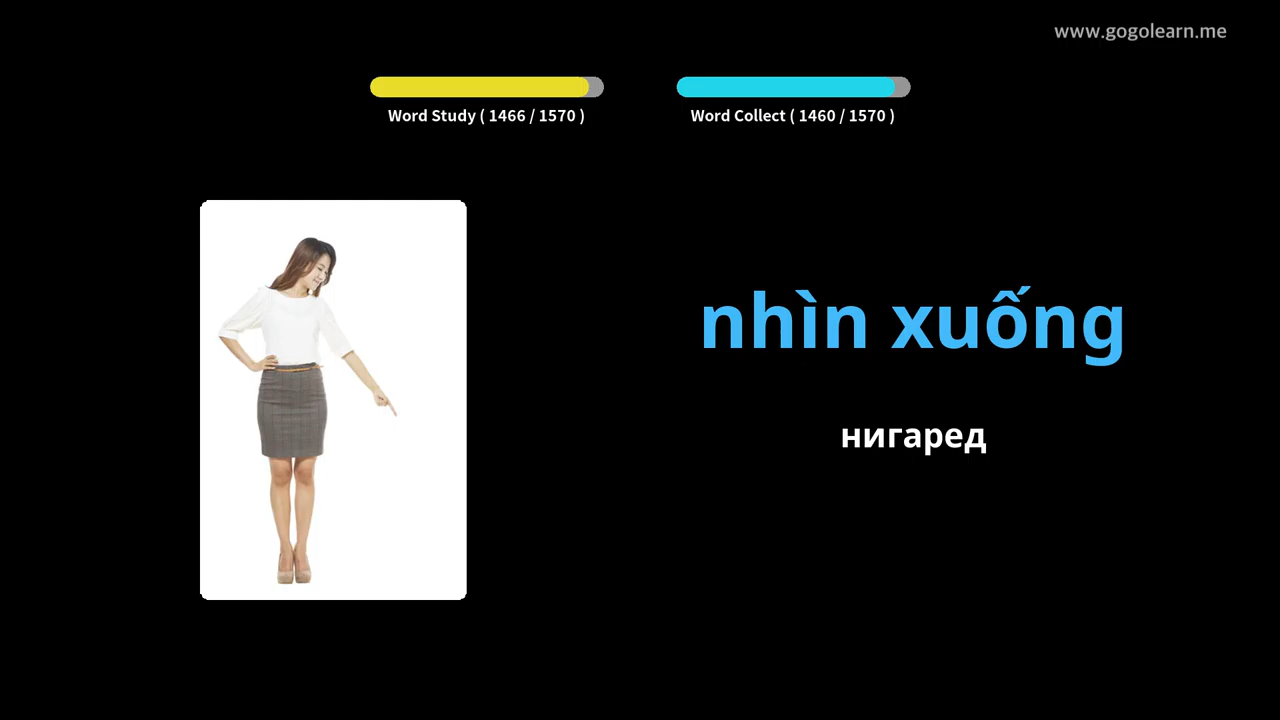 www.gogolearn.me
Word Study ( 1466 / 1570 )
Word Collect ( 1460 / 1570 )
nhìn xuống
нигаред